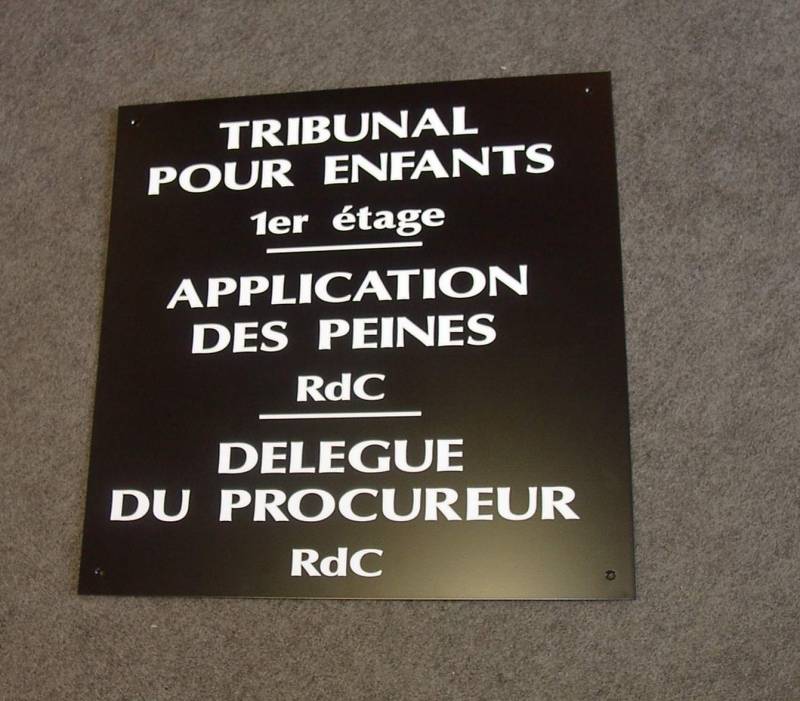 TRIBUNAL
POUR ENFANTS
1er étage
APPLICATION
DES PEINES
RdC
DELEGUE
DU PROCUREUR
RdC